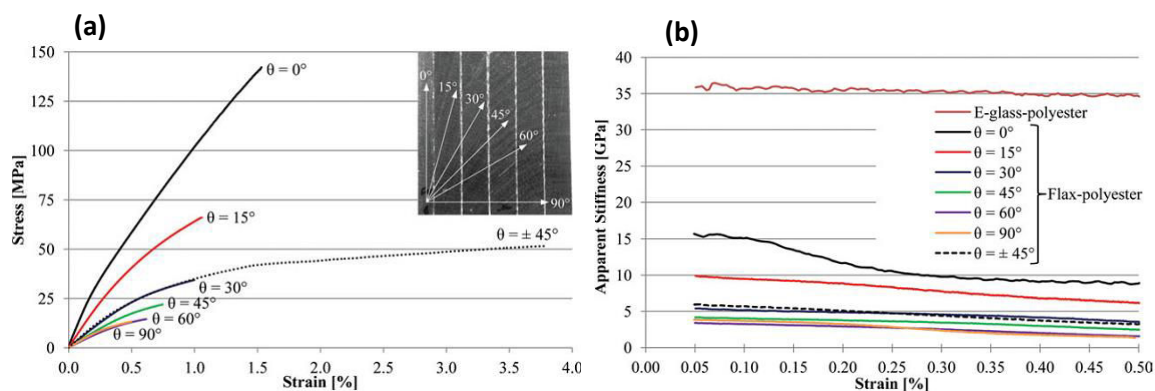 (a)
150
125
100
75
50
25
0
Stress [MPa]
0.0 0.5 1.0 1.5 2.0 2.5 3.0 3.5 4.0
Strain [%]
θ = 0°
θ = 15°
θ = ± 45°
θ = 30°
θ = 45°
θ = 60°
θ = 90°
0°
15°
30°
45°
60°
90°
(b)
40
35
30
25
20
15
10
5
0
Apparent Stiffness [GPa]
0.00 0.05 0.10 0.15 0.20 0.25 0.30 0.35 0.40 0.45 0.50
Strain [%]
E-glass-polyester
θ = 0°
θ = 15°
θ = 30°
θ = 45°
θ = 60°
θ = 90°
θ = ± 45°
Flax-polyester